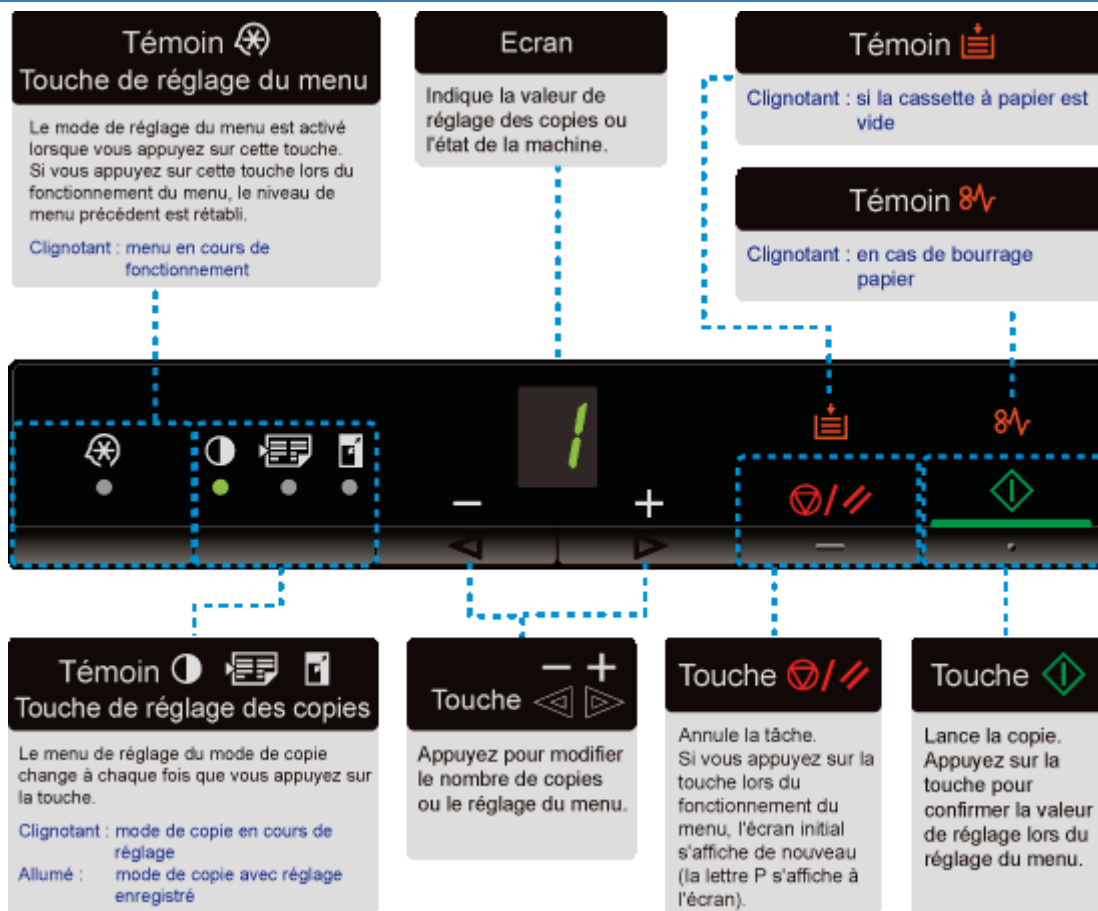 Témoin
Touche de réglage du menu
Le mode de réglage du menu est activé
lorsque vous appuyez sur cette touche.
Si vous appuyez sur cette touche lors du
fonctionnement du menu, le niveau de
menu précédent est rétabli.
Clignotant : menu en cours de
fonctionnement
Ecran
Indique la valeur de
réglage des copies ou
l'état de la machine.
Témoin
Clignotant : si la cassette à papier est
vide
Témoin
Clignotant : en cas de bourrage
papier
1
− +
Témoin
Touche de réglage des copies
Le menu de réglage du mode de copie
change à chaque fois que vous appuyez sur
la touche.
Clignotant : mode de copie en cours de
réglage
Allumé : mode de copie avec réglage
enregistré
− +
Touche
Appuyez pour modifier
le nombre de copies
ou le réglage du menu.
Touche
Annule la tâche.
Si vous appuyez sur la
touche lors du
fonctionnement du
menu, l'écran initial
s'affiche de nouveau
(la lettre P s'affiche à
l'écran).
Touche
Lance la copie.
Appuyez sur la
touche pour
confirmer la valeur
de réglage lors du
réglage du menu.